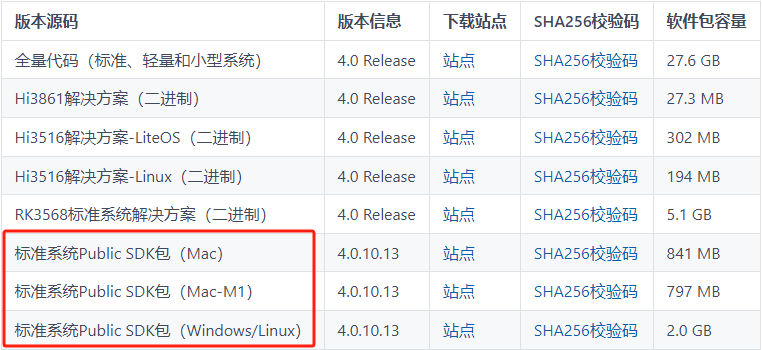 版本源码 版本信息 下载站点 SHA256校验码 软件包容量
全量代码（标准、轻量和小型系统） 4.0 Release 站点 SHA256校验码 27.6 GB
Hi3861解决方案（二进制） 4.0 Release 站点 SHA256校验码 27.3 MB
Hi3516解决方案-LiteOS（二进制） 4.0 Release 站点 SHA256校验码 302 MB
Hi3516解决方案-Linux（二进制） 4.0 Release 站点 SHA256校验码 194 MB
RK3568标准系统解决方案（二进制） 4.0 Release 站点 SHA256校验码 5.1 GB
标准系统Public SDK包（Mac） 4.0.10.13 站点 SHA256校验码 841 MB
标准系统Public SDK包（Mac-M1） 4.0.10.13 站点 SHA256校验码 797 MB
标准系统Public SDK包（Windows/Linux） 4.0.10.13 站点 SHA256校验码 2.0 GB